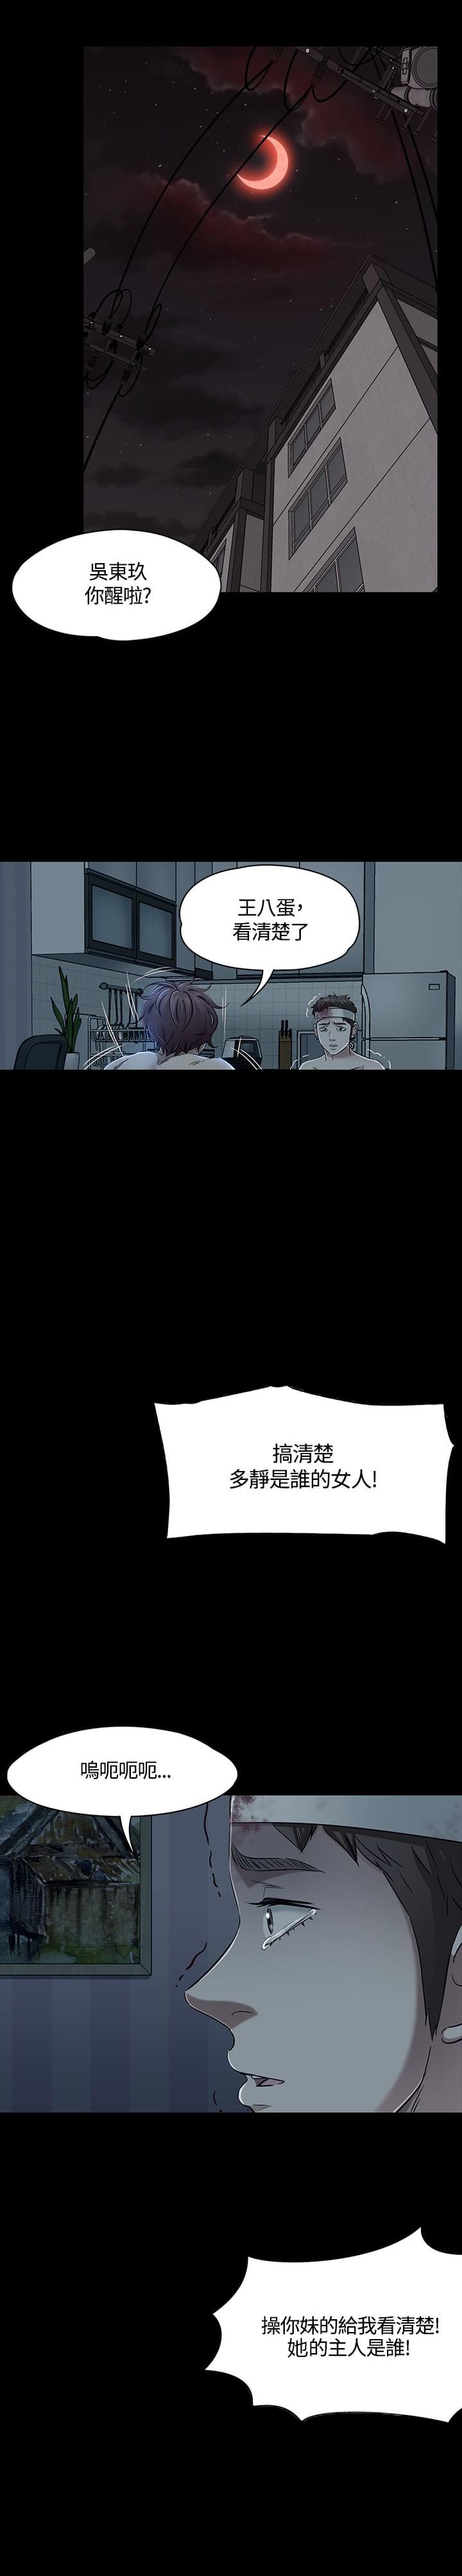 吳東玖
你醒啦?
王八蛋，
看清楚了
搞清楚
多靜是誰的女人!
嗚呃呃呃...
操你妹的給我看清楚!
她的主人是誰!